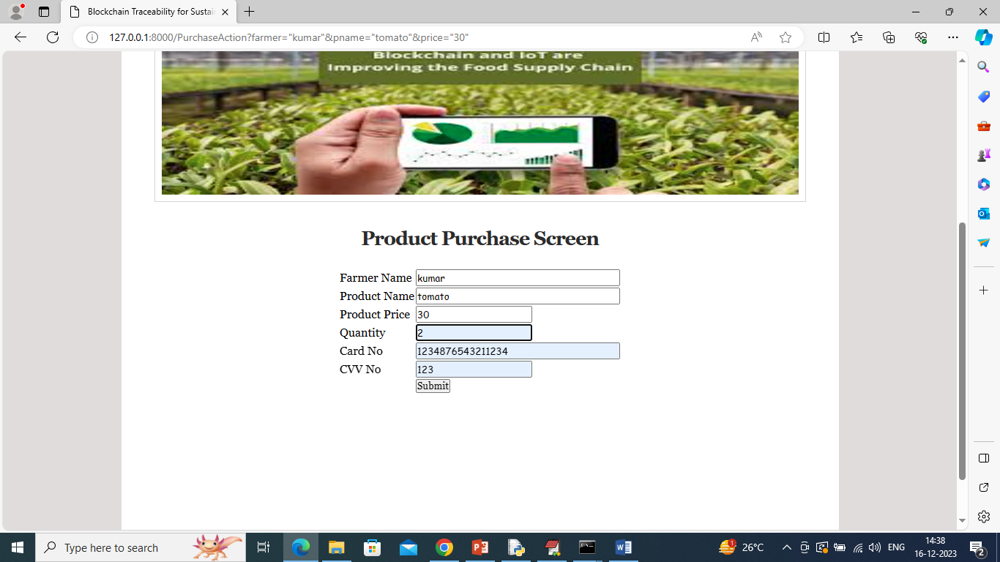 Blockchain Traceability for Sustai
127.0.0.1:8000/PurchaseAction?farmer="kumar"&pname="tomato"&price="30"
Blockchain and IoT are
Improving the Food Supply Chain
Product Purchase Screen
Farmer Name kumar
Product Name tomato
Product Price 30
Quantity 2
Card No 1234876543211234
CVV No 123
Submit
Type here to search
1
26°C
ENG
14:38
16-12-2023
2